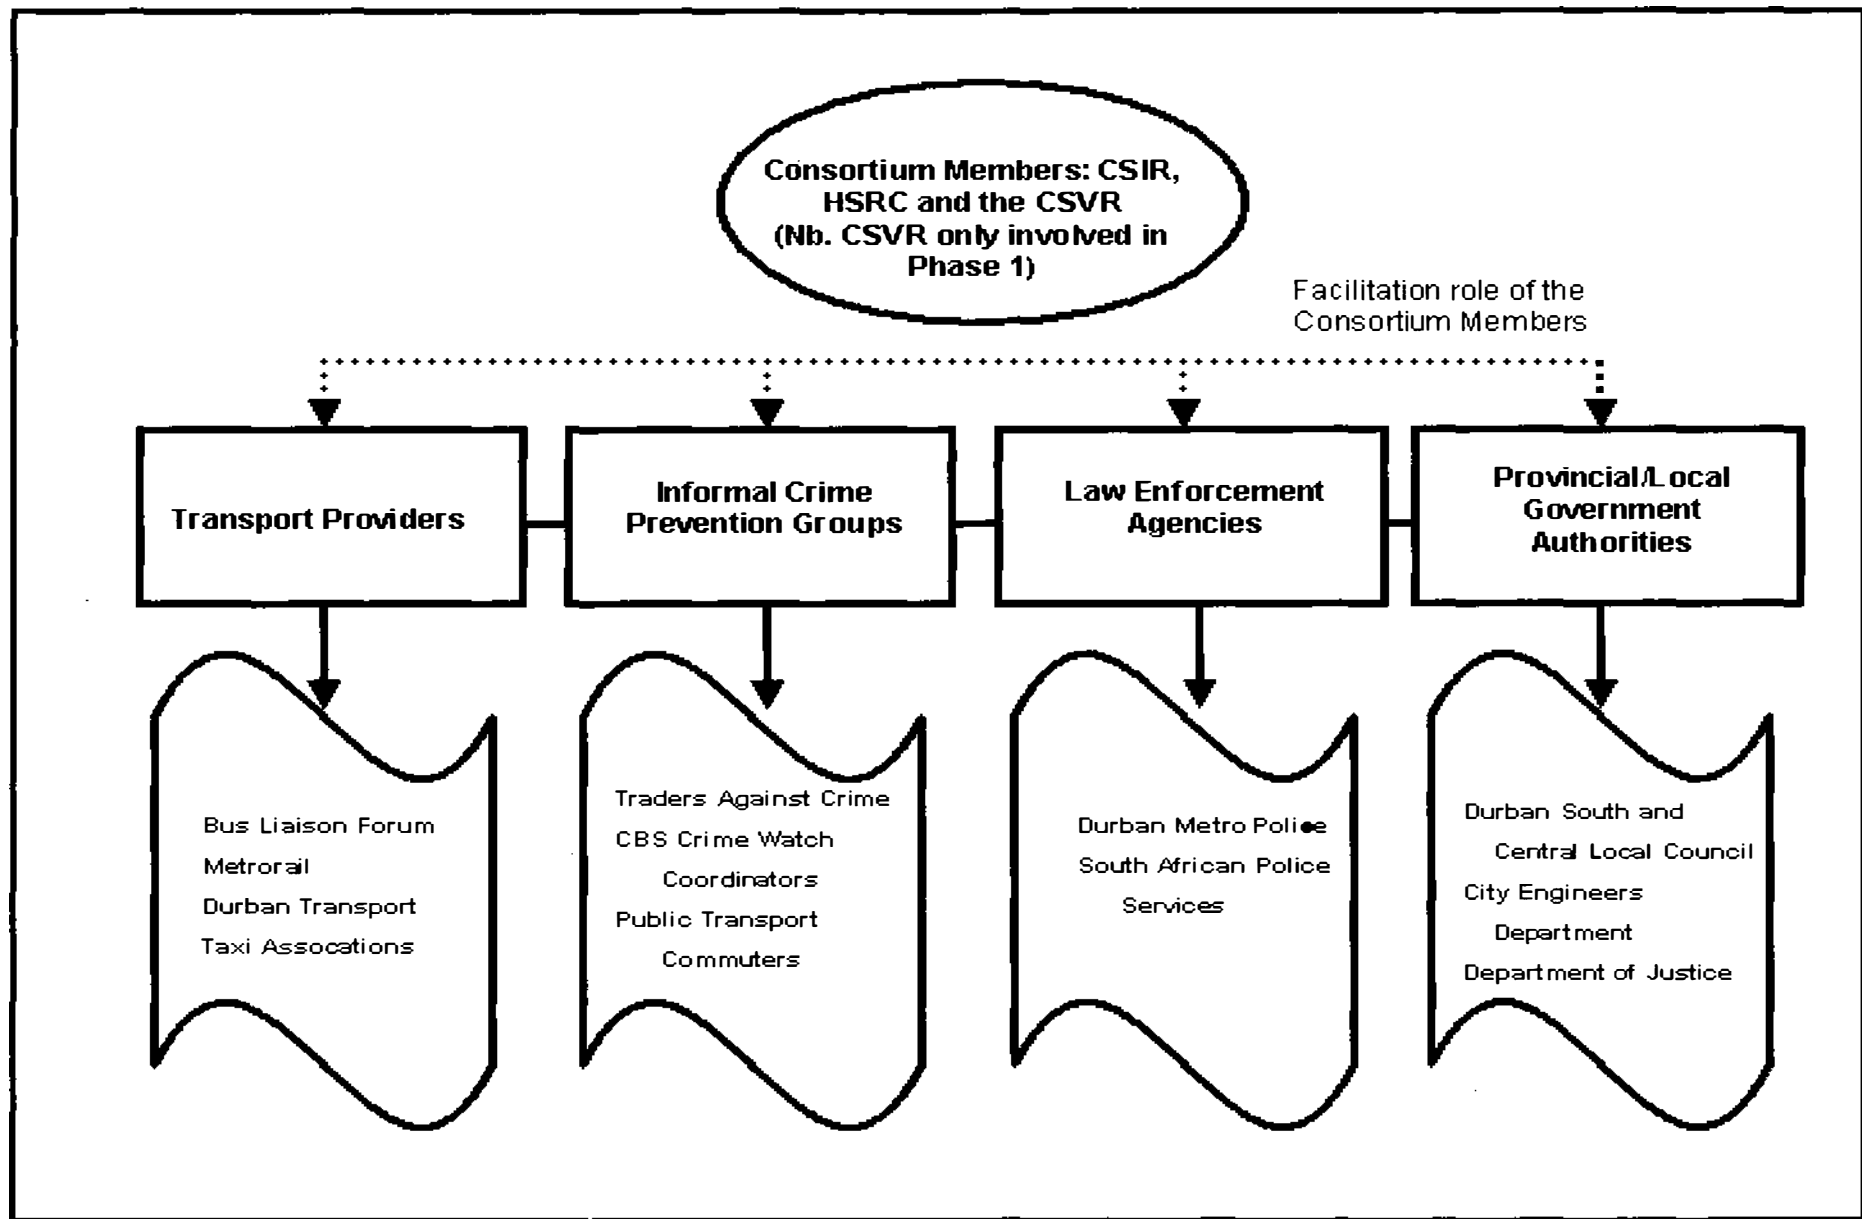 Consortium Members: CSIR,
HSRC and the CSVR
(Nb. CSVR only involved in
Phase 1)
Facilitation role of the
Consortium Members
Transport Providers
Informal Crime
Prevention Groups
Law Enforcement
Agencies
Provincial/Local
Government
Authorities
Bus Liaison Forum
Metrorail
Durban Transport
Taxi Assocations
Traders Against Crime
CBS Crime Watch
Coordinators
Public Transport
Commuters
Durban Metro Police
South African Police
Services
Durban South and
Central Local Council
City Engineers
Department
Department of Justice